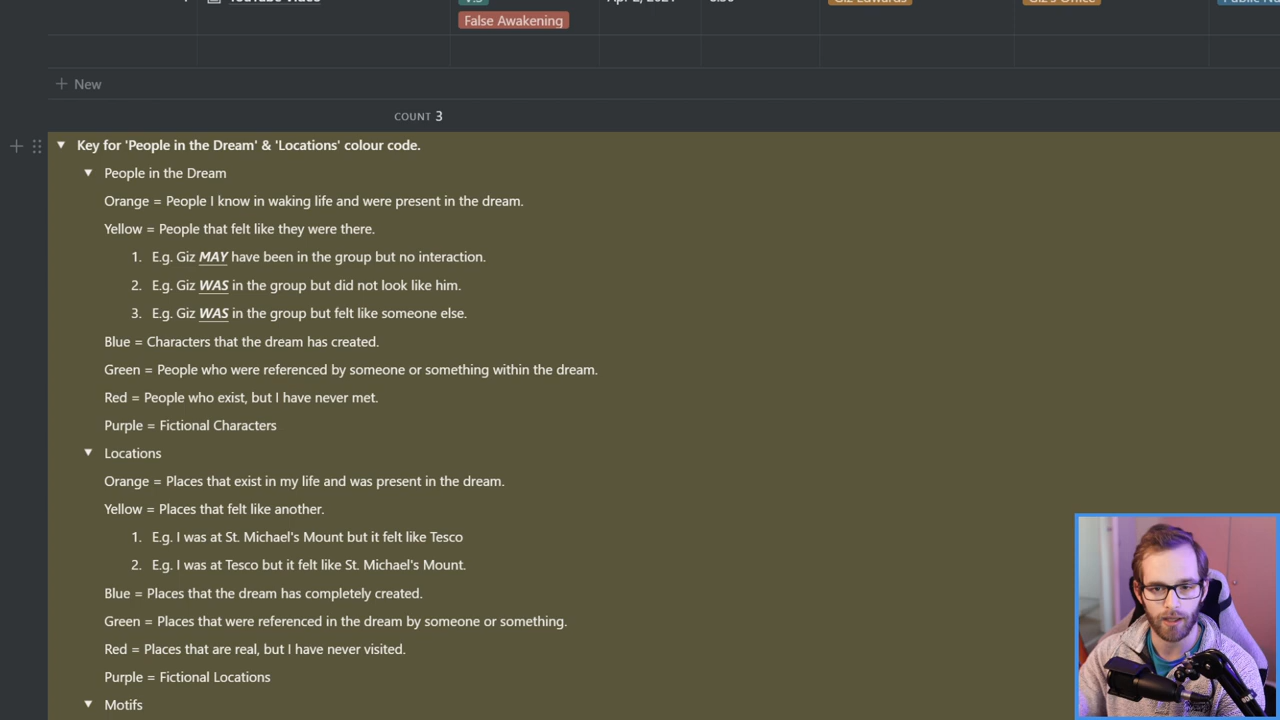 False Awakening
New
COUNT 3
Key for 'People in the Dream' & 'Locations' colour code.
People in the Dream
Orange = People I know in waking life and were present in the dream.
Yellow = People that felt like they were there.
1. E.g. Giz MAY have been in the group but no interaction.
2. E.g. Giz WAS in the group but did not look like him.
3. E.g. Giz WAS in the group but felt like someone else.
Blue = Characters that the dream has created.
Green = People who were referenced by someone or something within the dream.
Red = People who exist, but I have never met.
Purple = Fictional Characters
Locations
Orange = Places that exist in my life and was present in the dream.
Yellow = Places that felt like another.
1. E.g. I was at St. Michael's Mount but it felt like Tesco
2. E.g. I was at Tesco but it felt like St. Michael's Mount.
Blue = Places that the dream has completely created.
Green = Places that were referenced in the dream by someone or something.
Red = Places that are real, but I have never visited.
Purple = Fictional Locations
Motifs